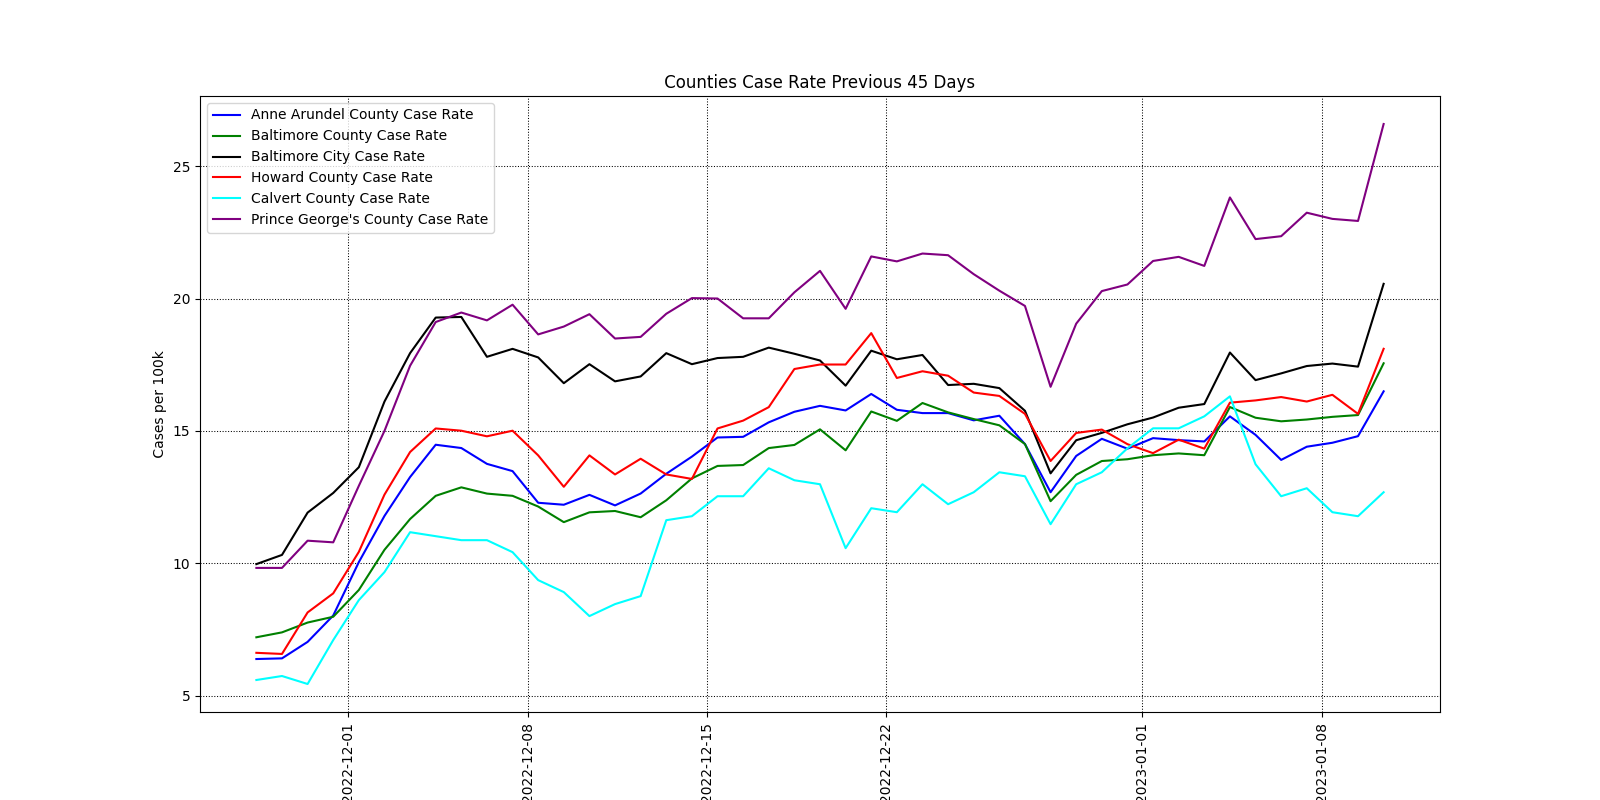 Counties Case Rate Previous 45 Days
Anne Arundel County Case Rate
Baltimore County Case Rate
Baltimore City Case Rate
Howard County Case Rate
Calvert County Case Rate
Prince George's County Case Rate
Cases per 100k
25
20
15
10
5
2022-12-01
2022-12-08
2022-12-15
2022-12-22
2023-01-01
2023-01-08